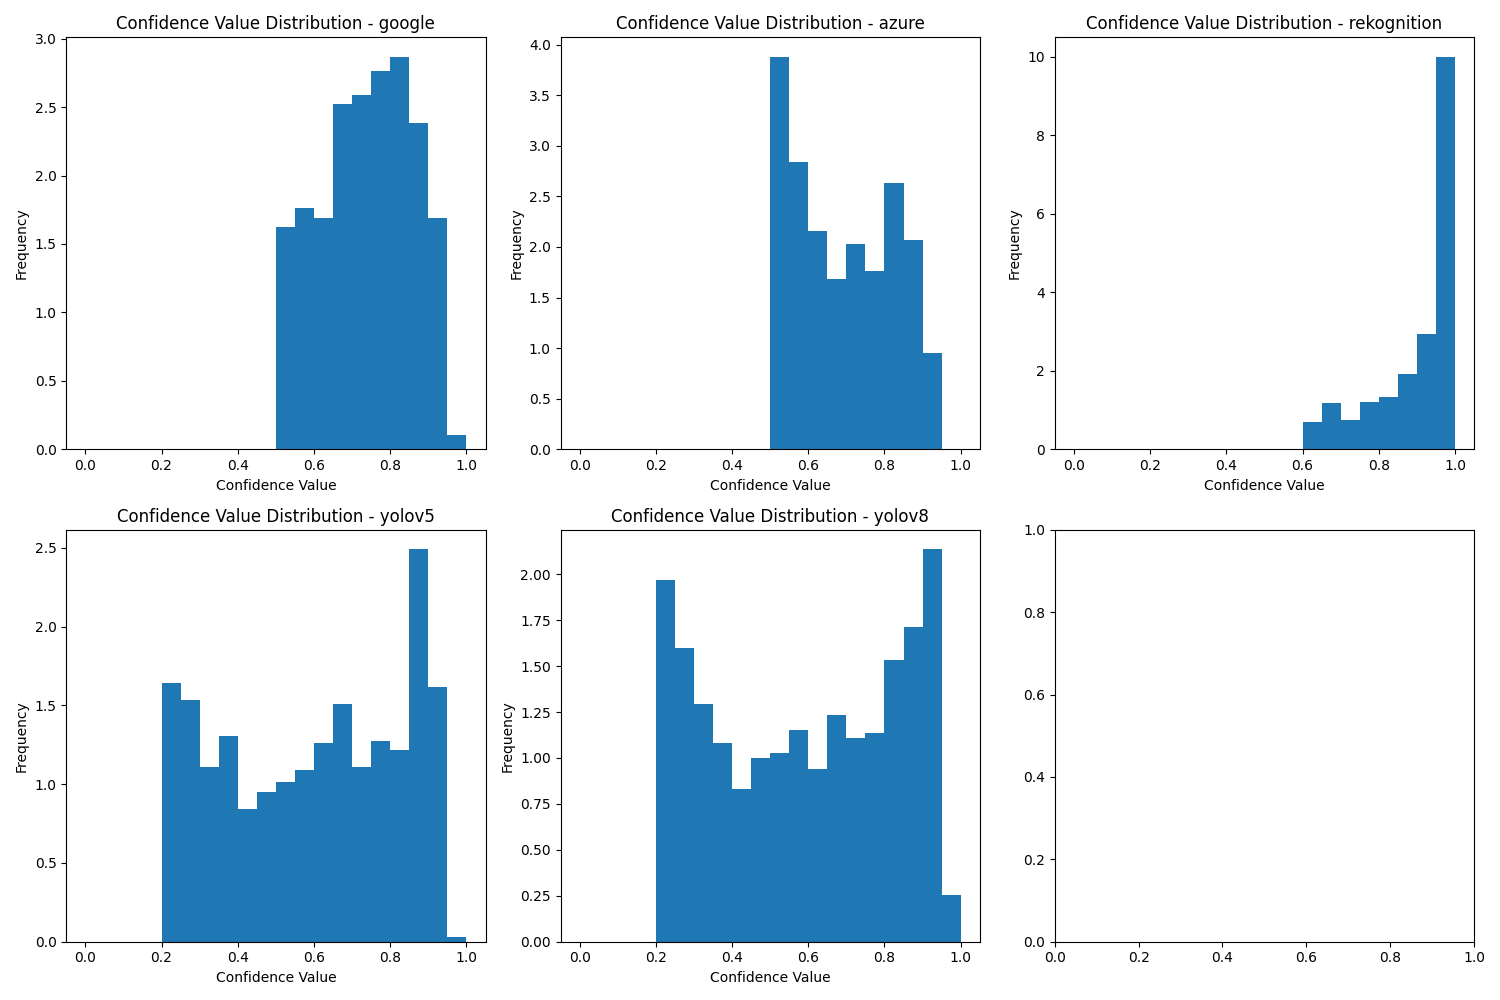 Confidence Value Distribution - google
3.0
2.5
2.0
1.5
1.0
0.5
0.0
Frequency
0.0 0.2 0.4 0.6 0.8 1.0
Confidence Value
Confidence Value Distribution - azure
4.0
3.5
3.0
2.5
2.0
1.5
1.0
0.5
0.0
Frequency
0.0 0.2 0.4 0.6 0.8 1.0
Confidence Value
Confidence Value Distribution - rekognition
10
8
6
4
2
0
Frequency
0.0 0.2 0.4 0.6 0.8 1.0
Confidence Value
Confidence Value Distribution - yolov5
2.5
2.0
1.5
1.0
0.5
0.0
Frequency
0.0 0.2 0.4 0.6 0.8 1.0
Confidence Value
Confidence Value Distribution - yolov8
2.00
1.75
1.50
1.25
1.00
0.75
0.50
0.25
0.00
Frequency
0.0 0.2 0.4 0.6 0.8 1.0
Confidence Value
1.0
0.8
0.6
0.4
0.2
0.0
0.0 0.2 0.4 0.6 0.8 1.0